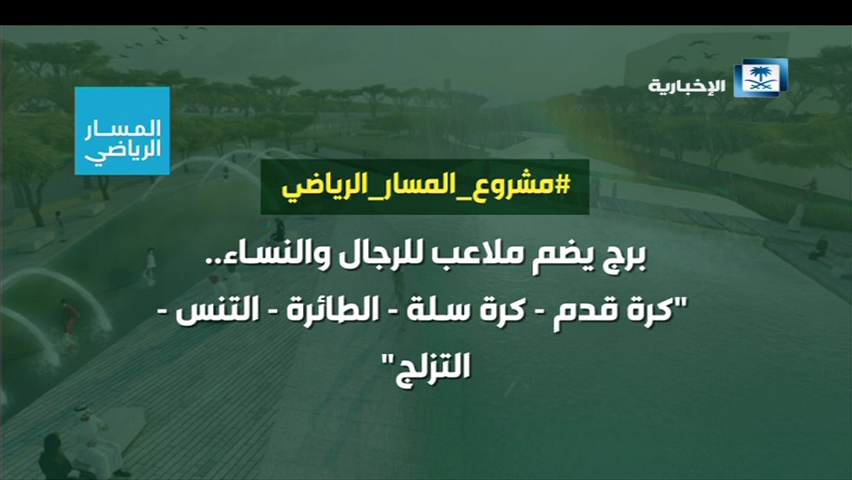 الإخبارية
المسار
الرياضي
#مشروع_المسار_الرياضي
برج يضم ملاعب للرجال والنساء..
"كرة قدم - كرة سلة - الطائرة - التنس -
التزلج"